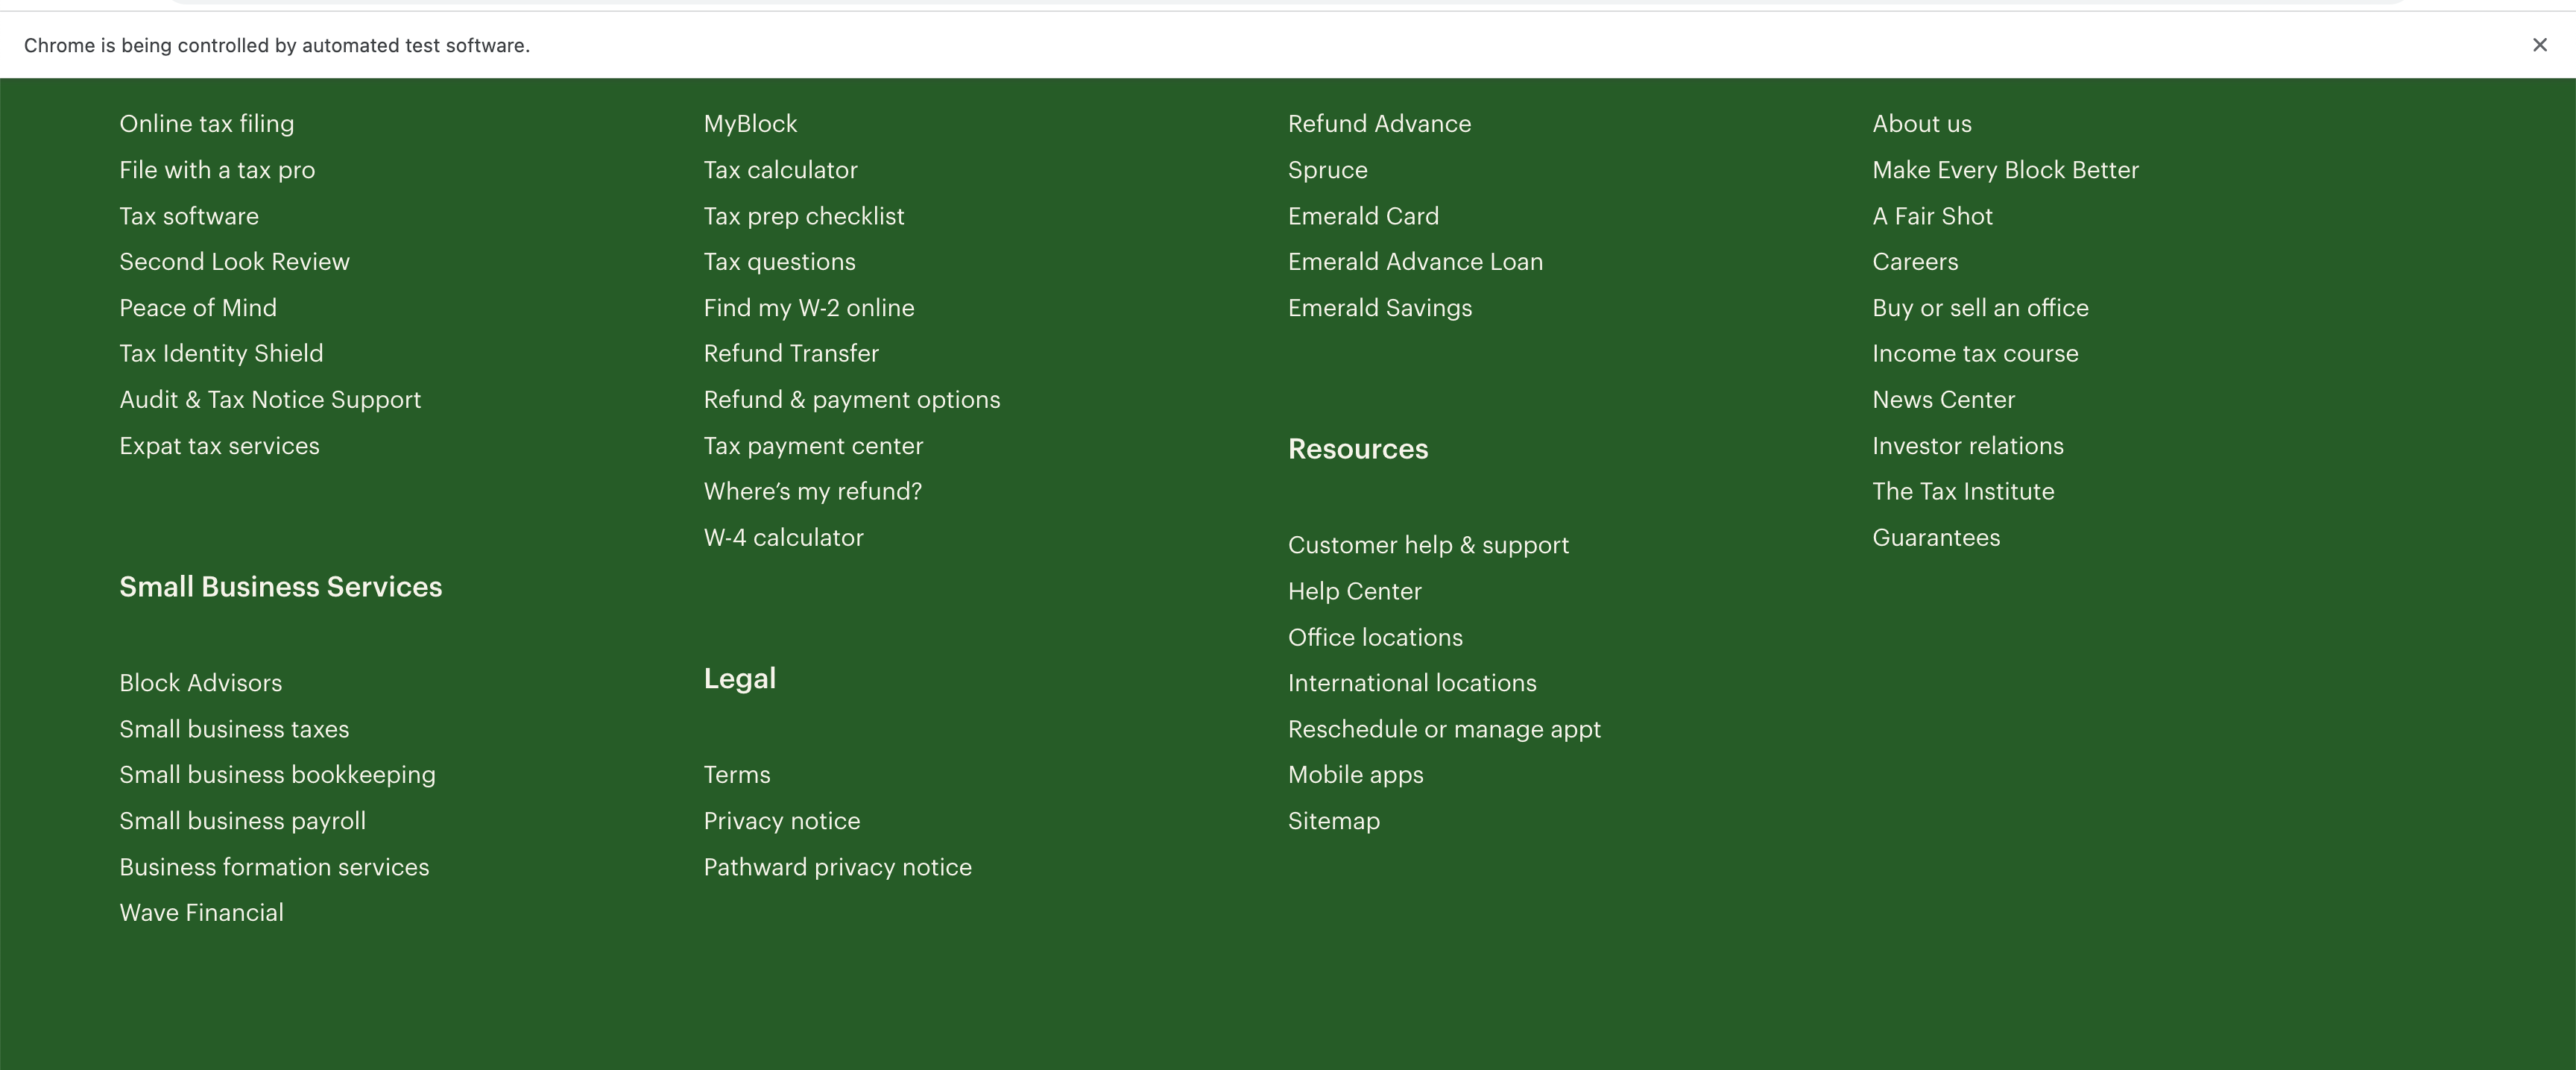 Chrome is being controlled by automated test software.
Online tax filing
File with a tax pro
Tax software
Second Look Review
Peace of Mind
Tax Identity Shield
Audit & Tax Notice Support
Expat tax services
Small Business Services
Block Advisors
Small business taxes
Small business bookkeeping
Small business payroll
Business formation services
Wave Financial
MyBlock
Tax calculator
Tax prep checklist
Tax questions
Find my W-2 online
Refund Transfer
Refund & payment options
Tax payment center
Where’s my refund?
W-4 calculator
Legal
Terms
Privacy notice
Pathward privacy notice
Refund Advance
Spruce
Emerald Card
Emerald Advance Loan
Emerald Savings
Resources
Customer help & support
Help Center
Office locations
International locations
Reschedule or manage appt
Mobile apps
Sitemap
About us
Make Every Block Better
A Fair Shot
Careers
Buy or sell an office
Income tax course
News Center
Investor relations
The Tax Institute
Guarantees